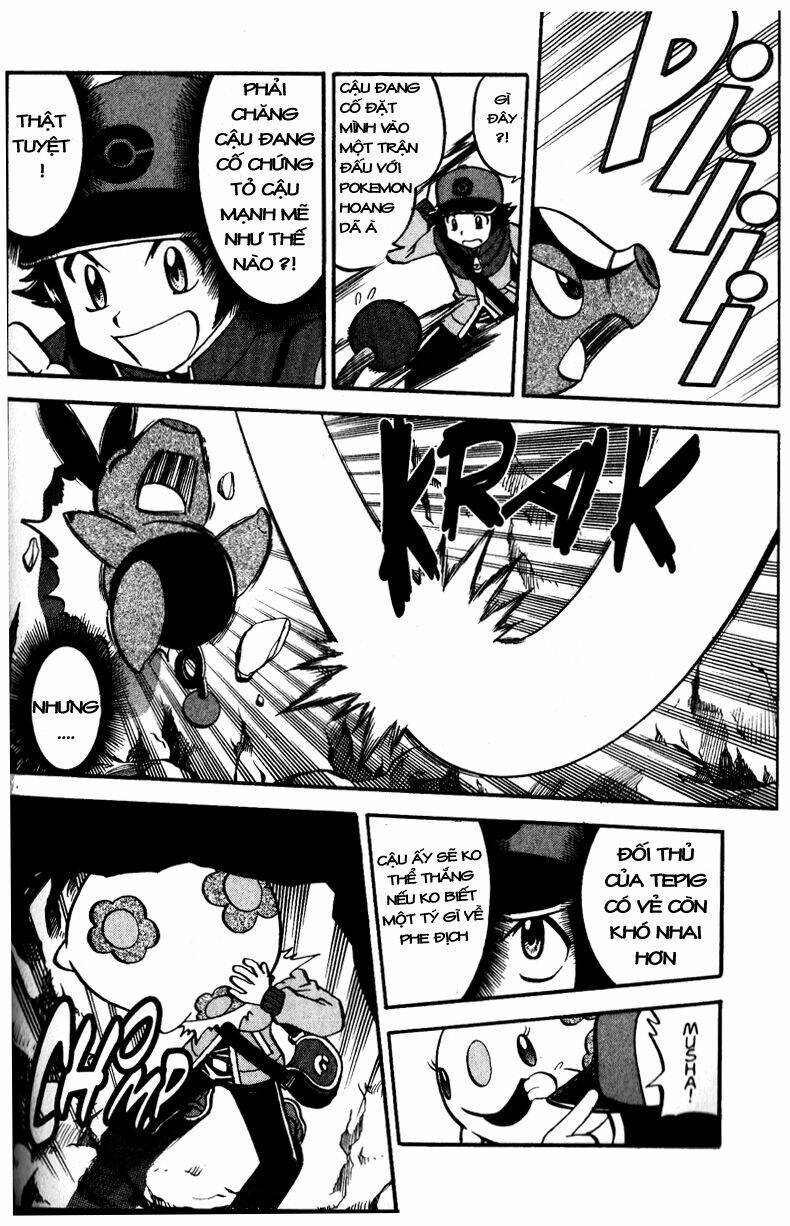 PiiiIi
GÌ
ĐÂY
?!
CẬU ĐANG
CỐ ĐẶT
MÌNH VÀO
MỘT TRẬN
ĐẤU VỚI
POKEMON
HOANG
DÃ À
PHẢI
CHĂNG
CẬU ĐANG
CỐ CHỨNG
TỎ CẬU
MẠNH MẼ
NHƯ THẾ
NÀO ?!
THẬT
TUYỆT
!
KRAK
NHƯNG
....
ĐỐI THỦ
CỦA TEPIG
CÓ VẺ CÒN
KHÓ NHAI
HƠN
CẬU ẤY SẼ KO
THỂ THẮNG
NẾU KO BIẾT
MỘT TÝ GÌ VỀ
PHE ĐỊCH
MUSHA!
CHOMP